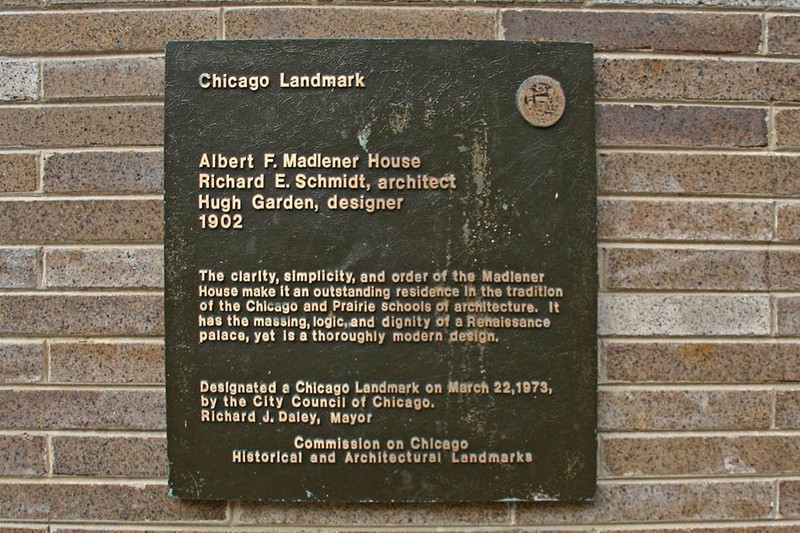 Chicago Landmark
Albert F. Madlener House
Richard E. Schmidt, architect
Hugh Garden, designer
1902
The clarity, simplicity, and order of the Madlener
House make it an outstanding residence in the tradition
of the Chicago and Prairie schools of architecture. It
has the massing, logic, and dignity of a Renaissance
palace, yet is a thoroughly modern design.
Designated a Chicago Landmark on March 22,1973,
by the City Council of Chicago.
Richard J. Daley, Mayor
Commission on Chicago
Historical and Architectural Landmarks